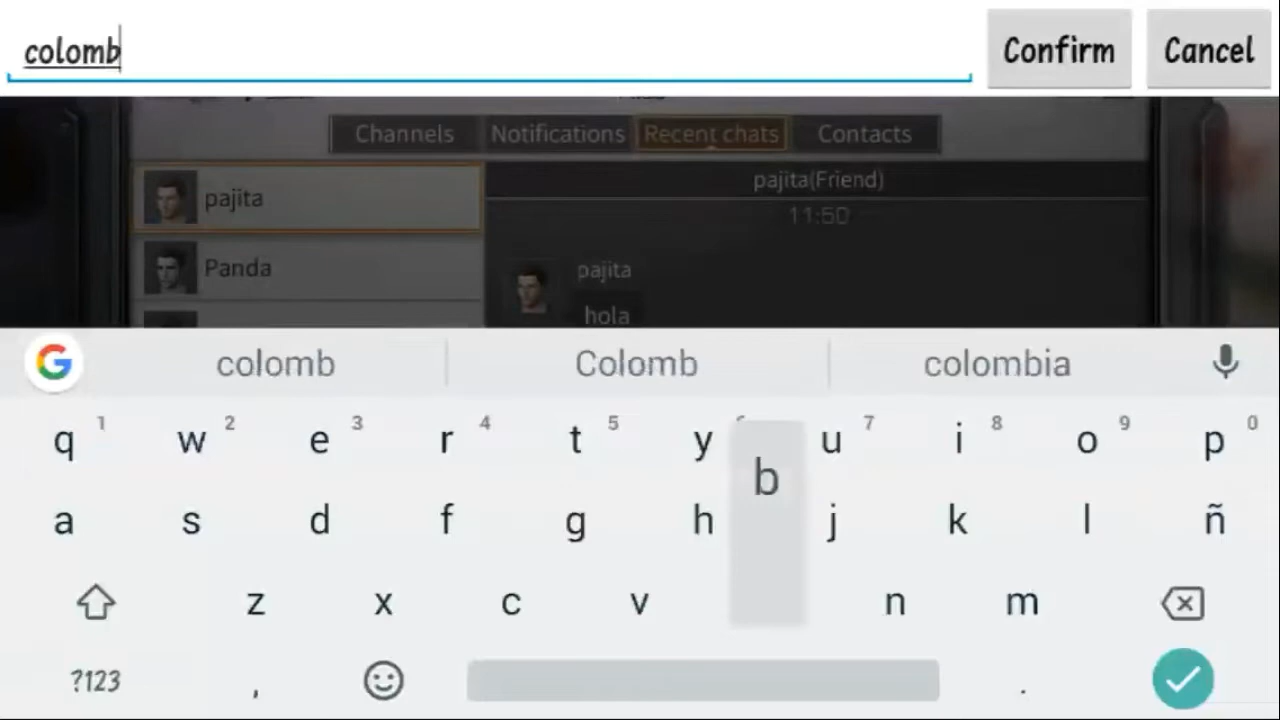 colomb
Confirm
Cancel
Channels
Notifications
Recent chats
Contacts
pajita
pajita(Friend)
11:50
Panda
pajita
hola
G
colomb
Colomb
colombia
q 1 w 2 e 3 r 4 t 5 y u 7 i 8 o 9 p 0
b
a s d f g h j k l ñ
z x c v n m
?123 , .